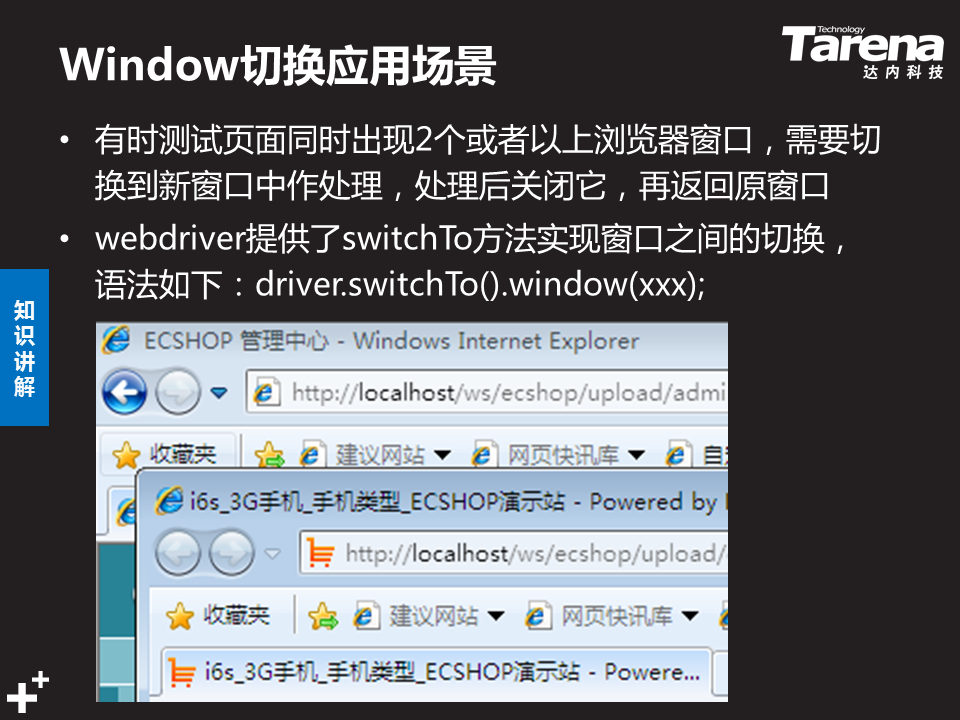 Window切换应用场景
Technology
Tarena
达内科技
• 有时测试页面同时出现2个或者以上浏览器窗口，需要切
换到新窗口中作处理，处理后关闭它，再返回原窗口
• webdriver提供了switchTo方法实现窗口之间的切换，
语法如下：driver.switchTo().window(xxx);
知识讲解
ECSHOP 管理中心 - Windows Internet Explorer
http://localhost/ws/ecshop/upload/admi
收藏夹 建议网站 网页快讯库
i6s_3G手机_手机类型_ECSHOP演示站 - Powered by
http://localhost/ws/ecshop/upload/
收藏夹 建议网站 网页快讯库
i6s_3G手机_手机类型_ECSHOP演示站 - Powere...